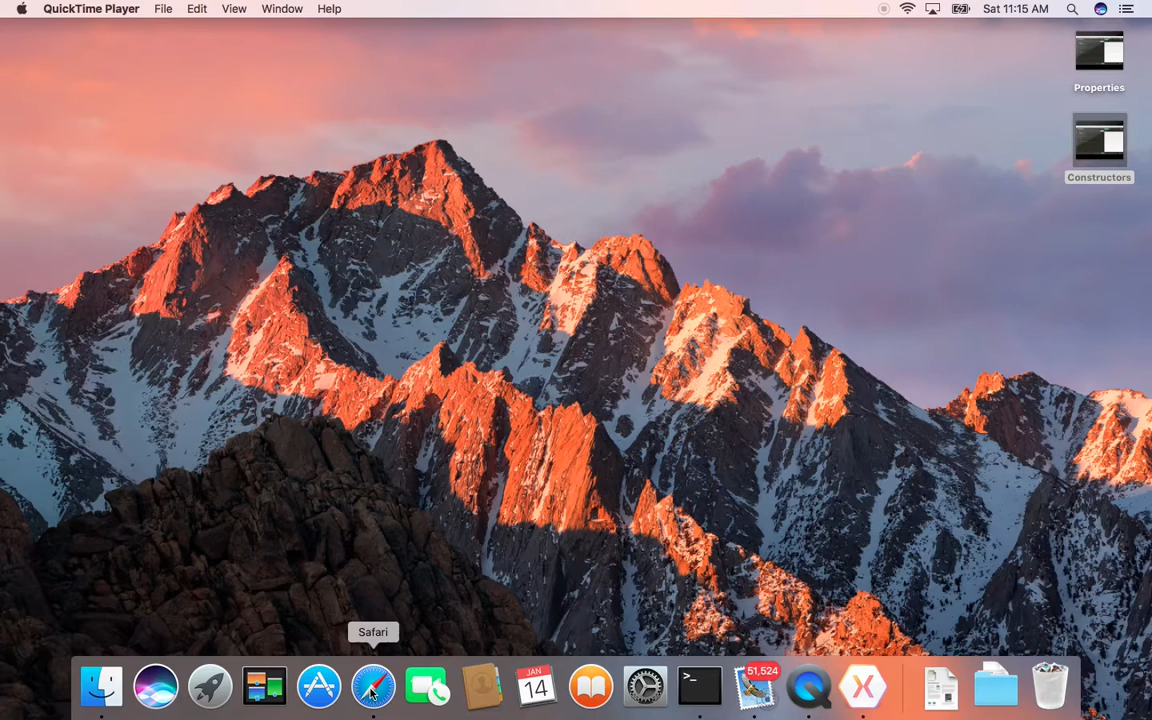 QuickTime Player File Edit View Window Help Sat 11:15 AM
Properties
Constructors
Safari
JAN
14
51,524
>_
X